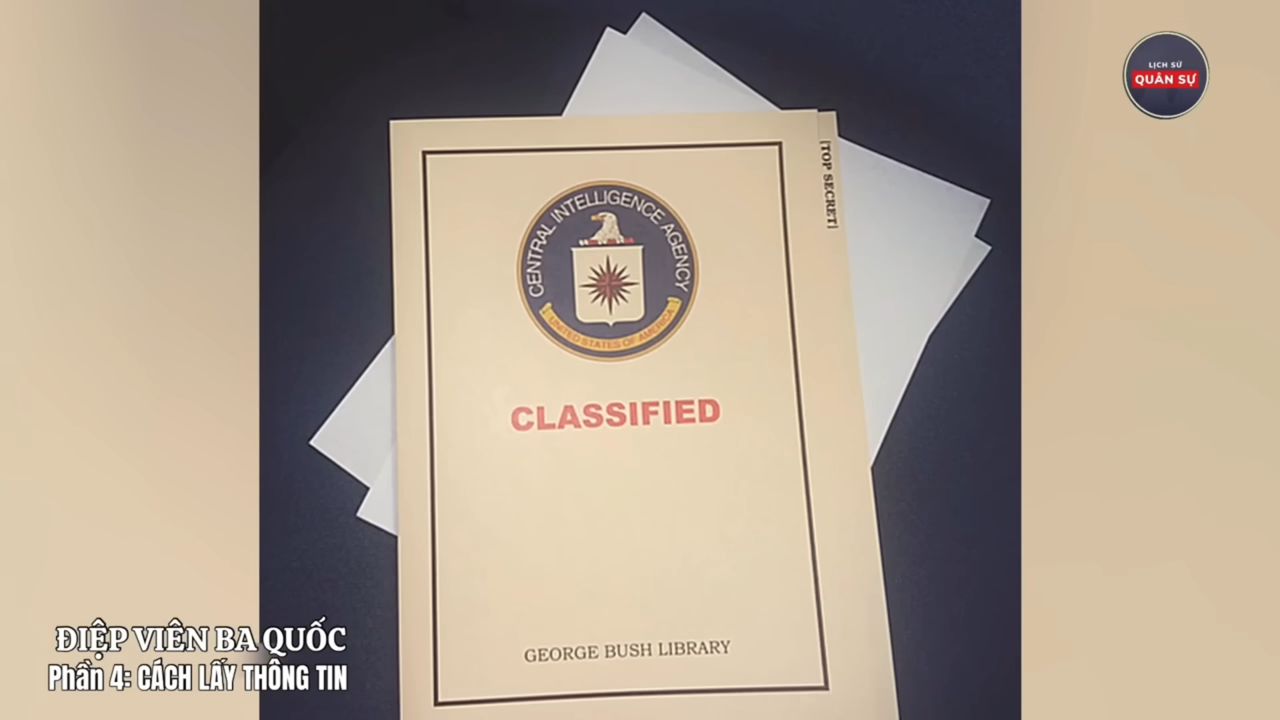 LỊCH SỬ
QUÂN SỰ
[TOP SECRET]
CENTRAL INTELLIGENCE AGENCY
UNITED STATES OF AMERICA
CLASSIFIED
GEORGE BUSH LIBRARY
ĐIỆP VIÊN BA QUỐC
Phần 4: CÁCH LẤY THÔNG TIN